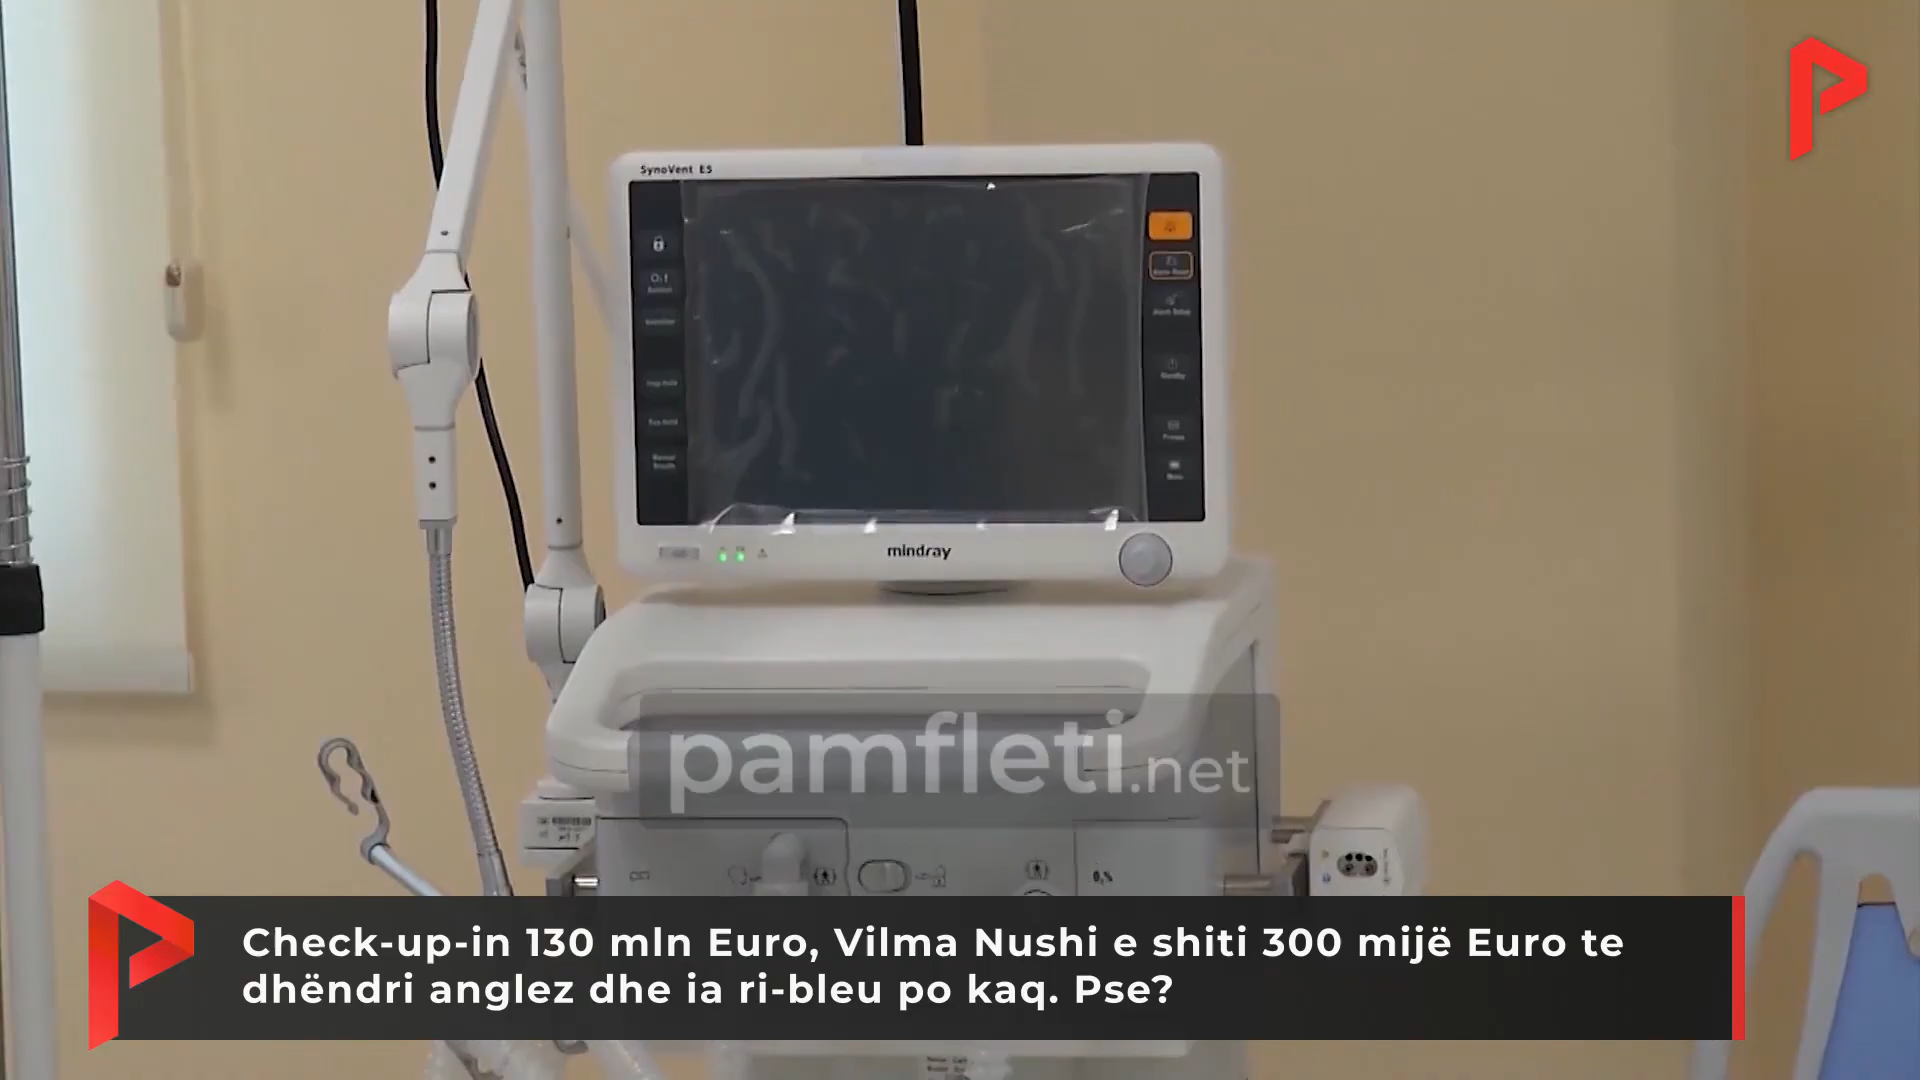 SynoVent E5
mindray
pamfleti.net
O₂%
Check-up-in 130 mln Euro, Vilma Nushi e shiti 300 mijë Euro te
dhëndri anglez dhe ia ri-bleu po kaq. Pse?